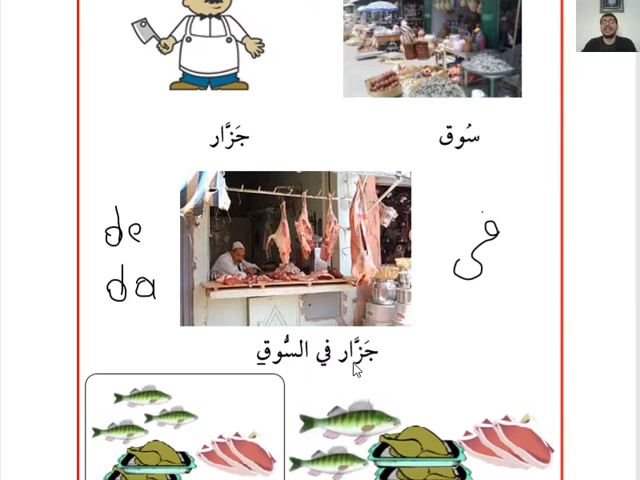 سُوق
جَزَّار
في
de
da
جَزَّار في السُّوقِ